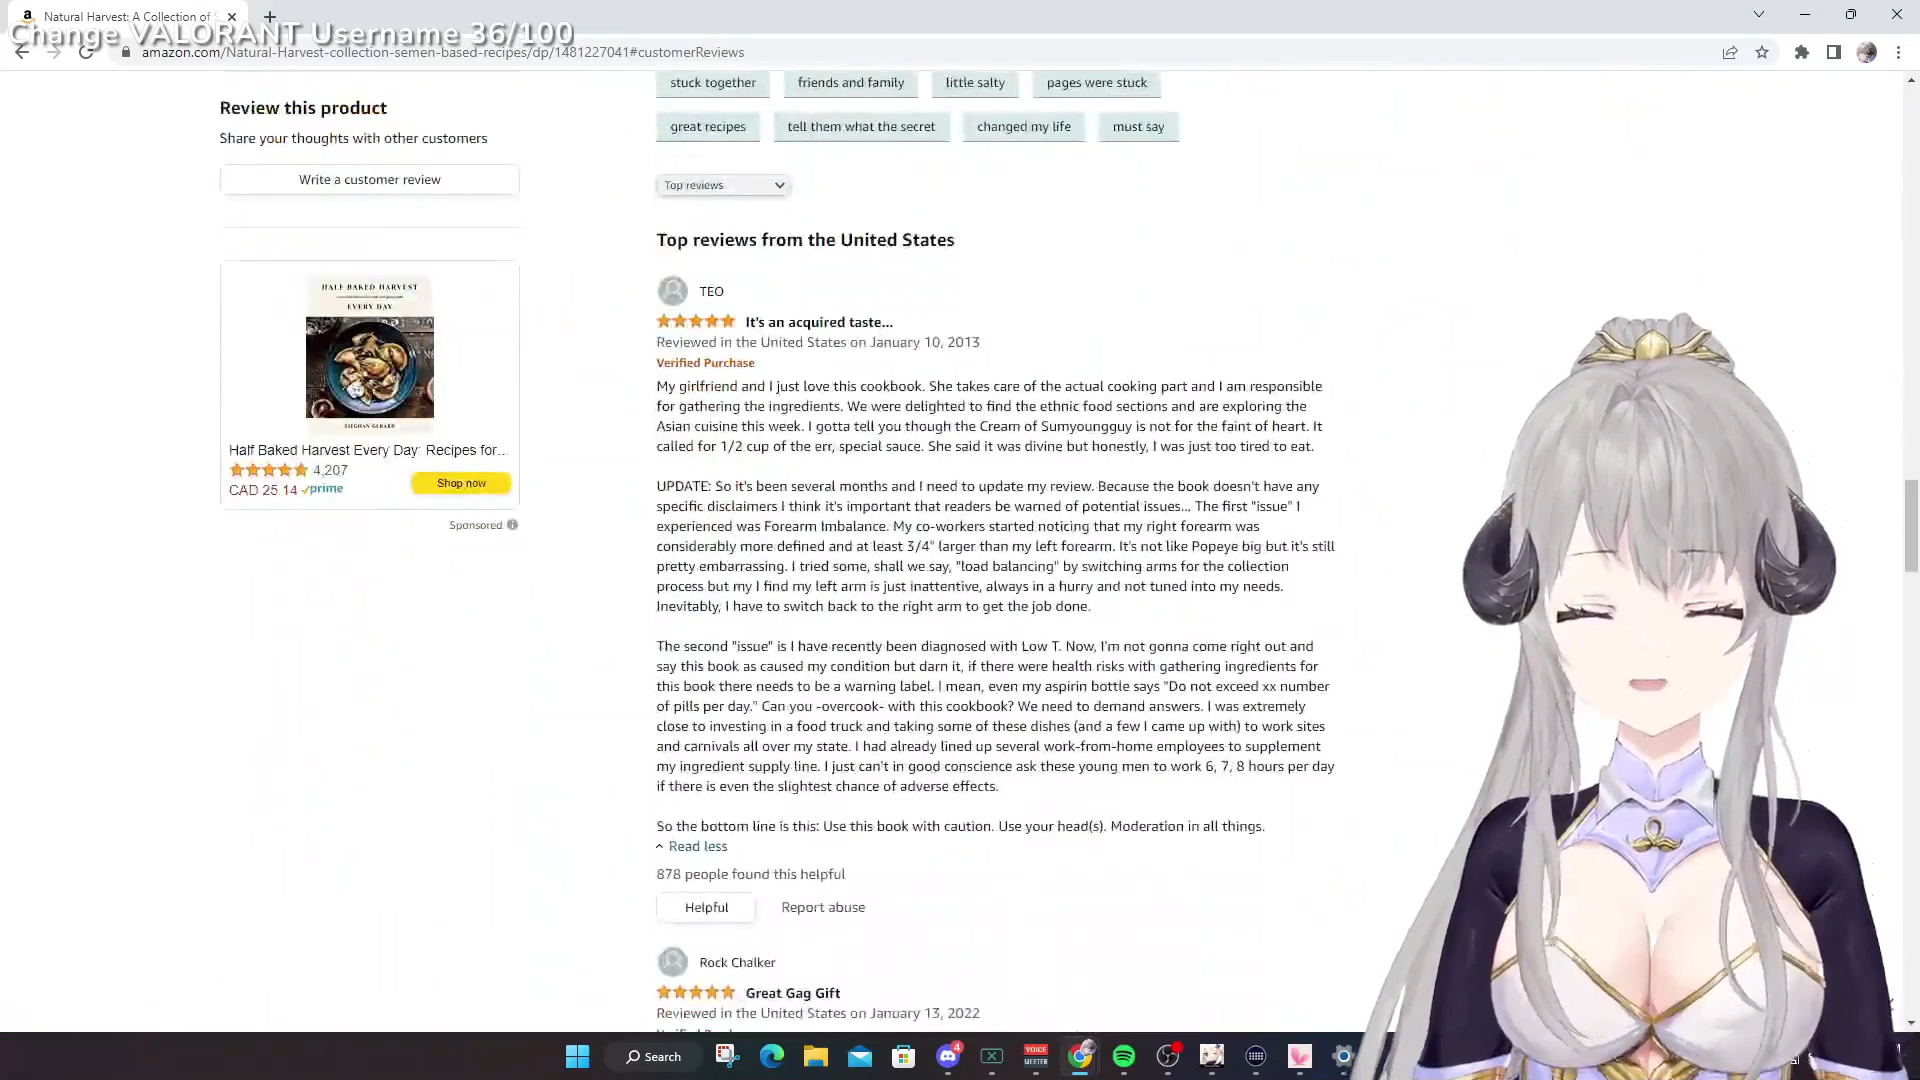 Natural Harvest: A Collection of S
Change VALORANT Username 36/100
amazon.com/Natural-Harvest-collection-semen-based-recipes/dp/1481227041#customerReviews
stuck together
friends and family
little salty
pages were stuck
great recipes
tell them what the secret
changed my life
must say
Review this product
Share your thoughts with other customers
Write a customer review
HALF BAKED HARVEST
EVERY DAY
TIEGHAN GERARD
Half Baked Harvest Every Day: Recipes for...
4,207
CAD 25 14 prime
Shop now
Sponsored
Top reviews
Top reviews from the United States
TEO
It's an acquired taste...
Reviewed in the United States on January 10, 2013
Verified Purchase
My girlfriend and I just love this cookbook. She takes care of the actual cooking part and I am responsible
for gathering the ingredients. We were delighted to find the ethnic food sections and are exploring the
Asian cuisine this week. I gotta tell you though the Cream of Sumyoungguy is not for the faint of heart. It
called for 1/2 cup of the err, special sauce. She said it was divine but honestly, I was just too tired to eat.
UPDATE: So it's been several months and I need to update my review. Because the book doesn't have any
specific disclaimers I think it's important that readers be warned of potential issues... The first "issue" I
experienced was Forearm Imbalance. My co-workers started noticing that my right forearm was
considerably more defined and at least 3/4" larger than my left forearm. It's not like Popeye big but it's still
pretty embarrassing. I tried some, shall we say, "load balancing" by switching arms for the collection
process but my I find my left arm is just inattentive, always in a hurry and not tuned into my needs.
Inevitably, I have to switch back to the right arm to get the job done.
The second "issue" is I have recently been diagnosed with Low T. Now, I'm not gonna come right out and
say this book as caused my condition but darn it, if there were health risks with gathering ingredients for
this book there needs to be a warning label. I mean, even my aspirin bottle says "Do not exceed xx number
of pills per day." Can you -overcook- with this cookbook? We need to demand answers. I was extremely
close to investing in a food truck and taking some of these dishes (and a few I came up with) to work sites
and carnivals all over my state. I had already lined up several work-from-home employees to supplement
my ingredient supply line. I just can't in good conscience ask these young men to work 6, 7, 8 hours per day
if there is even the slightest chance of adverse effects.
So the bottom line is this: Use this book with caution. Use your head(s). Moderation in all things.
Read less
878 people found this helpful
Helpful
Report abuse
Rock Chalker
Great Gag Gift
Reviewed in the United States on January 13, 2022
Search
4
VOICE
MEETER